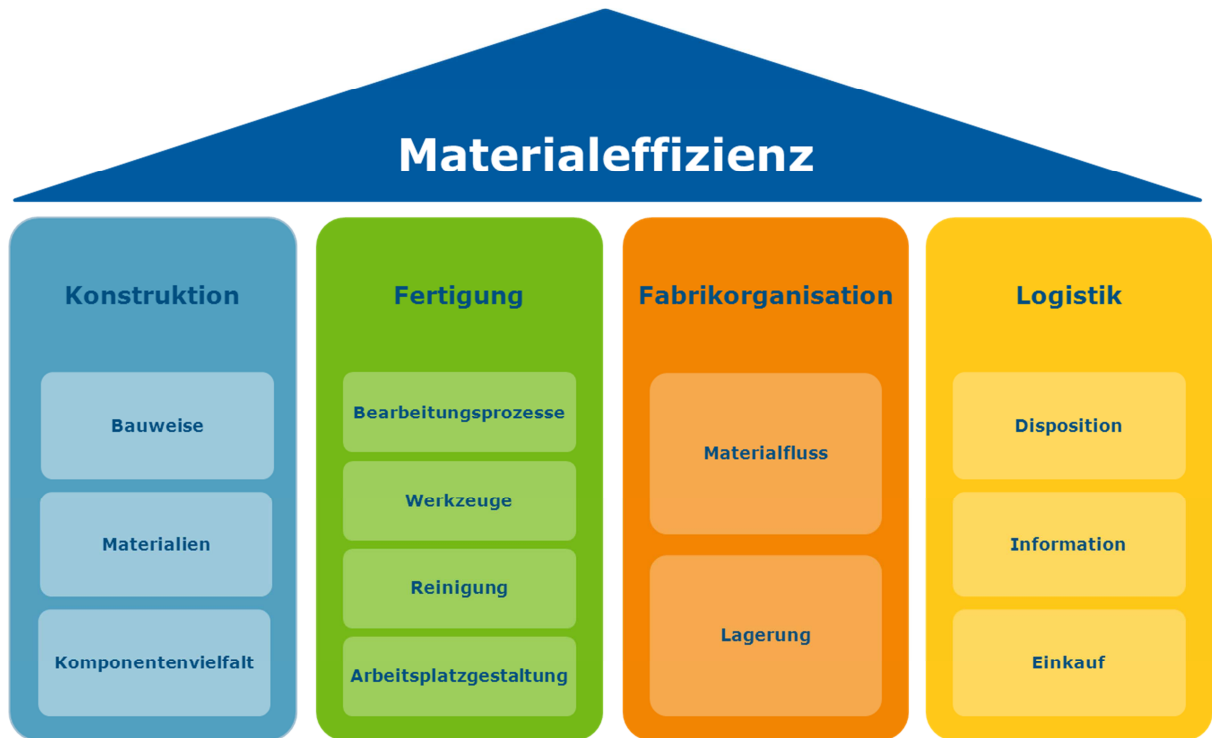 Materialeffizienz
Konstruktion
Bauweise
Materialien
Komponentenvielfalt
Fertigung
Bearbeitungsprozesse
Werkzeuge
Reinigung
Arbeitsplatzgestaltung
Fabrikorganisation
Materialfluss
Lagerung
Logistik
Disposition
Information
Einkauf